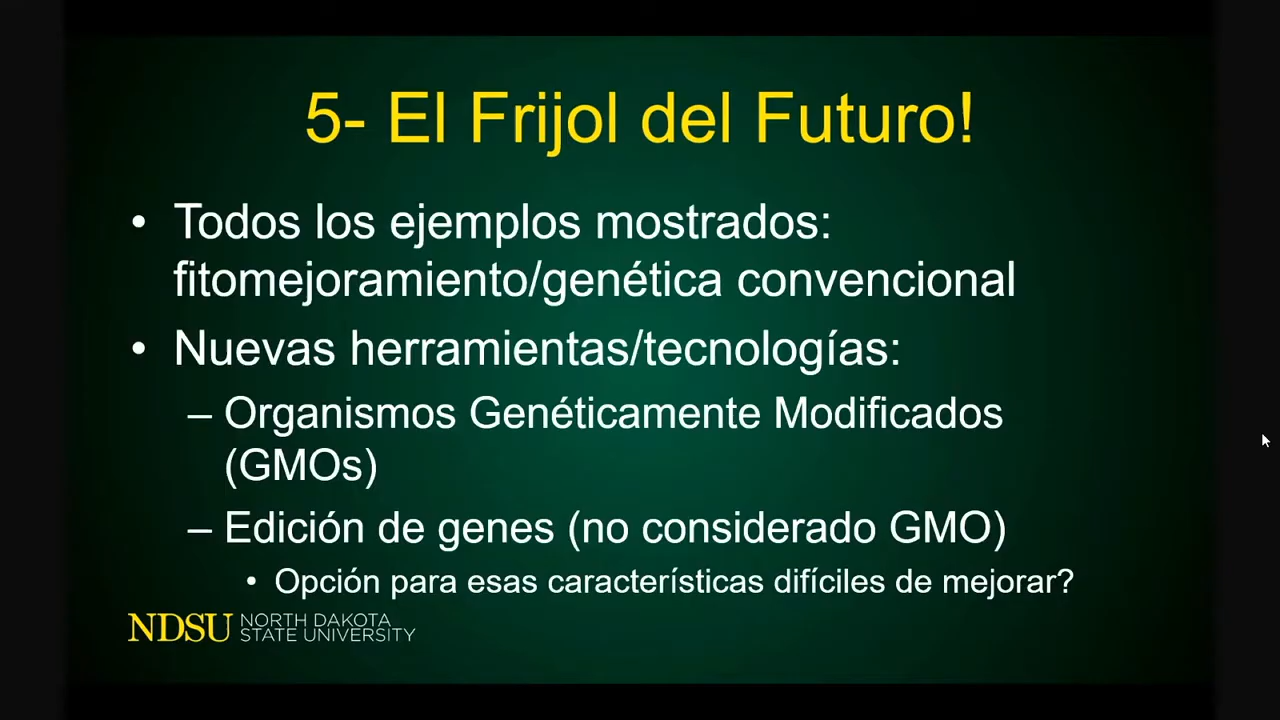 5- El Frijol del Futuro!
• Todos los ejemplos mostrados:
fitomejoramiento/genética convencional
• Nuevas herramientas/tecnologías:
– Organismos Genéticamente Modificados
(GMOs)
– Edición de genes (no considerado GMO)
• Opción para esas características difíciles de mejorar?
NDSU NORTH DAKOTA
STATE UNIVERSITY